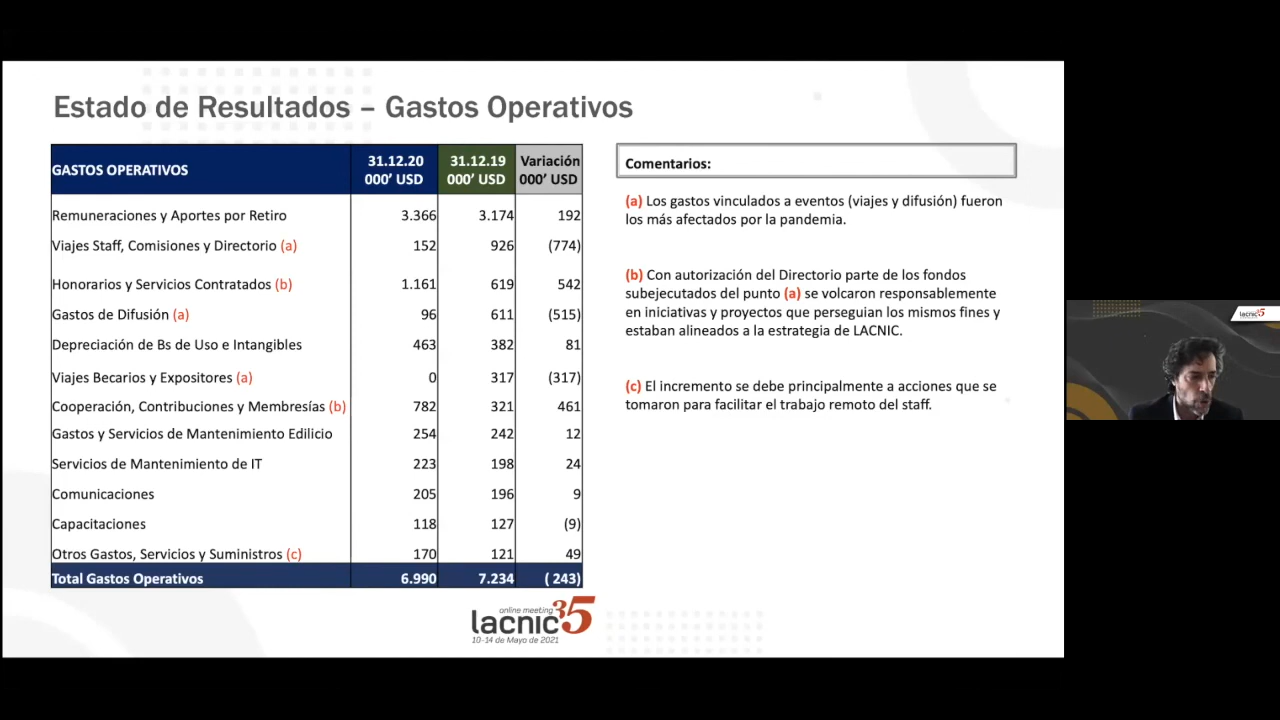 Estado de Resultados – Gastos Operativos
GASTOS OPERATIVOS 31.12.20 000’ USD 31.12.19 000’ USD Variación 000’ USD
Remuneraciones y Aportes por Retiro 3.366 3.174 192
Viajes Staff, Comisiones y Directorio (a) 152 926 (774)
Honorarios y Servicios Contratados (b) 1.161 619 542
Gastos de Difusión (a) 96 611 (515)
Depreciación de Bs de Uso e Intangibles 463 382 81
Viajes Becarios y Expositores (a) 0 317 (317)
Cooperación, Contribuciones y Membresías (b) 782 321 461
Gastos y Servicios de Mantenimiento Edilicio 254 242 12
Servicios de Mantenimiento de IT 223 198 24
Comunicaciones 205 196 9
Capacitaciones 118 127 (9)
Otros Gastos, Servicios y Suministros (c) 170 121 49
Total Gastos Operativos 6.990 7.234 ( 243)
Comentarios:
(a) Los gastos vinculados a eventos (viajes y difusión) fueron
los más afectados por la pandemia.
(b) Con autorización del Directorio parte de los fondos
subejecutados del punto (a) se volcaron responsablemente
en iniciativas y proyectos que perseguian los mismos fines y
estaban alineados a la estrategia de LACNIC.
(c) El incremento se debe principalmente a acciones que se
tomaron para facilitar el trabajo remoto del staff.
online meeting
lacnic35
10-14 de Mayo de 2021
lacnic35